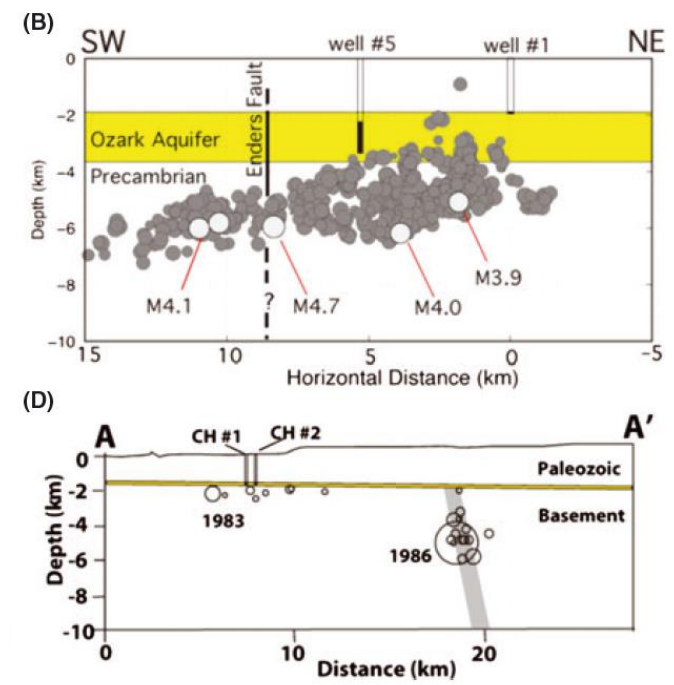 (B)
SW well #5 well #1 NE
0
Enders Fault
-2
Ozark Aquifer
-4
Precambrian
Depth (km)
-6
-8
M4.1 ? M4.7 M4.0 M3.9
-10
15 10 5 0 -5
Horizontal Distance (km)
(D)
A CH #1 CH #2 A′
0
Paleozoic
-2
1983
Basement
-4
Depth (km)
1986
-6
-8
-10
0 10 20
Distance (km)